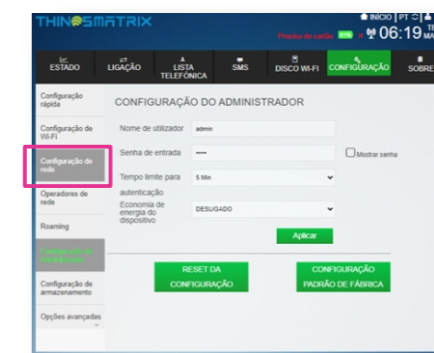 THINGSMATRIX
INÍCIO | PT
Precisa de cartão
06:19
ESTADO
LIGAÇÃO
LISTA
TELEFÓNICA
SMS
DISCO WI-FI
CONFIGURAÇÃO
SOBRE
Configuração
rápida
CONFIGURAÇÃO DO ADMINISTRADOR
Configuração de
Wi-Fi
Nome de utilizador
admin
Senha de entrada
Mostrar senha
Configuração de
rede
Tempo limite para
autenticação
5 Min
Operadores de
rede
Economia de
energia do
dispositivo
DESLIGADO
Roaming
Aplicar
RESET DA
CONFIGURAÇÃO
CONFIGURAÇÃO
PADRÃO DE FÁBRICA
Configuração de
armazenamento
Opções avançadas